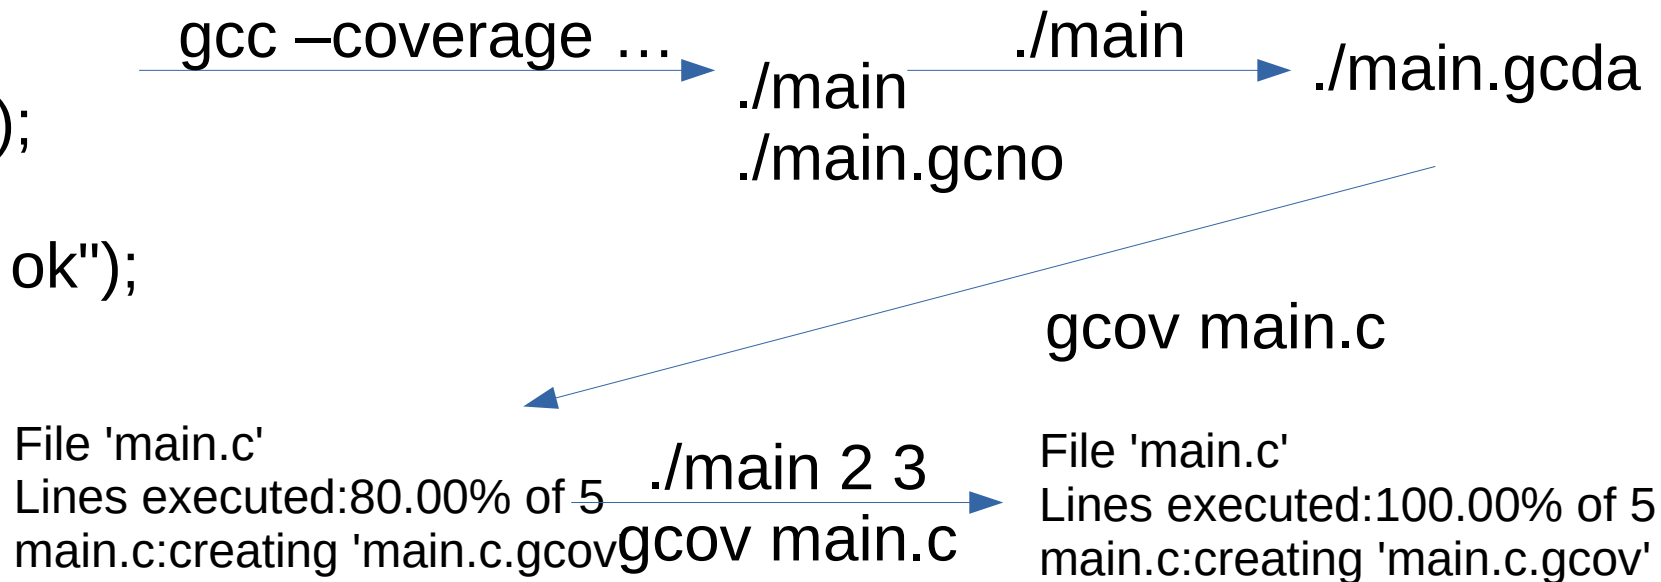 gcc –coverage …
./main
./main.gcda
);
./main
./main.gcno
ok");
gcov main.c
File 'main.c'
Lines executed:80.00% of 5
main.c:creating 'main.c.gcov
./main 2 3
gcov main.c
File 'main.c'
Lines executed:100.00% of 5
main.c:creating 'main.c.gcov'